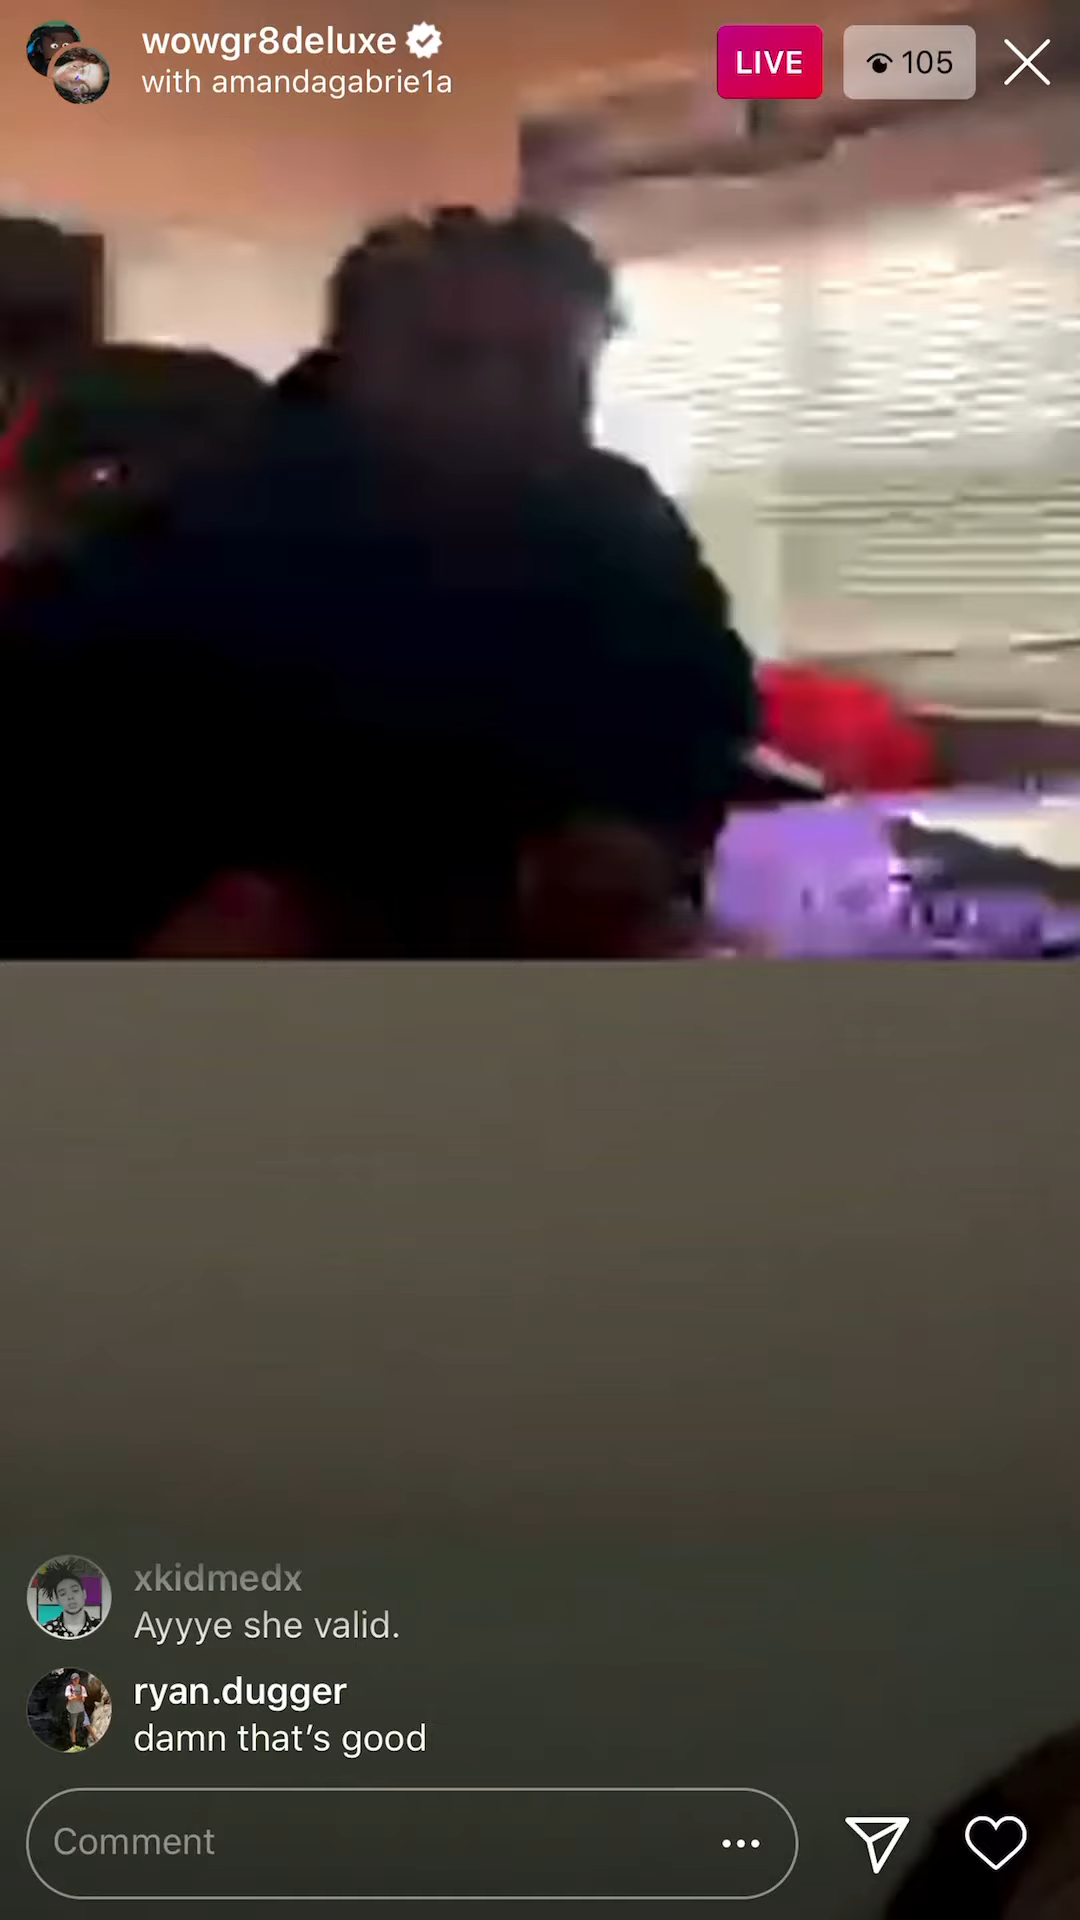 wowgr8deluxe
with amandagabrie1a
LIVE
105
xkidmedx
Ayyye she valid.
ryan.dugger
damn that’s good
Comment